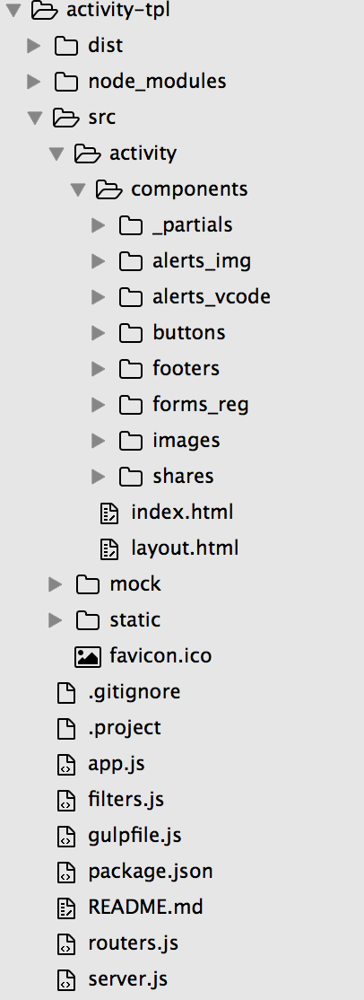 activity-tpl
dist
node_modules
src
activity
components
_partials
alerts_img
alerts_vcode
buttons
footers
forms_reg
images
shares
index.html
layout.html
mock
static
favicon.ico
.gitignore
.project
app.js
filters.js
gulpfile.js
package.json
README.md
routers.js
server.js